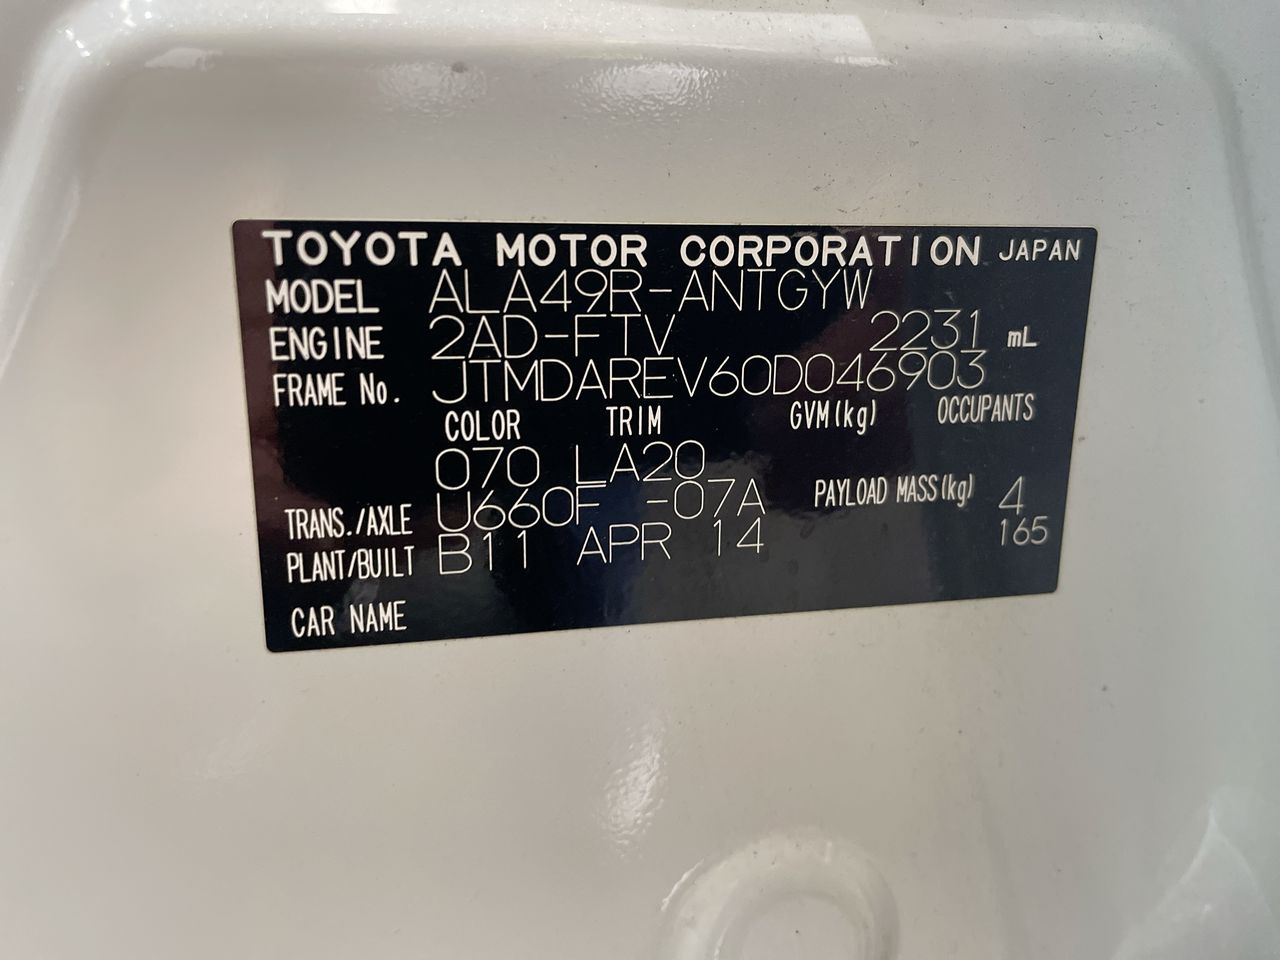 TOYOTA MOTOR CORPORATION JAPAN
MODEL ALA49R-ANTGYW
ENGINE 2AD-FTV 2231 mL
FRAME No. JTMDAREV60D046903
COLOR TRIM GVM(kg) OCCUPANTS
070 LA20
TRANS./AXLE U660F -07A PAYLOAD MASS(kg) 4
PLANT/BUILT B11 APR 14 165
CAR NAME